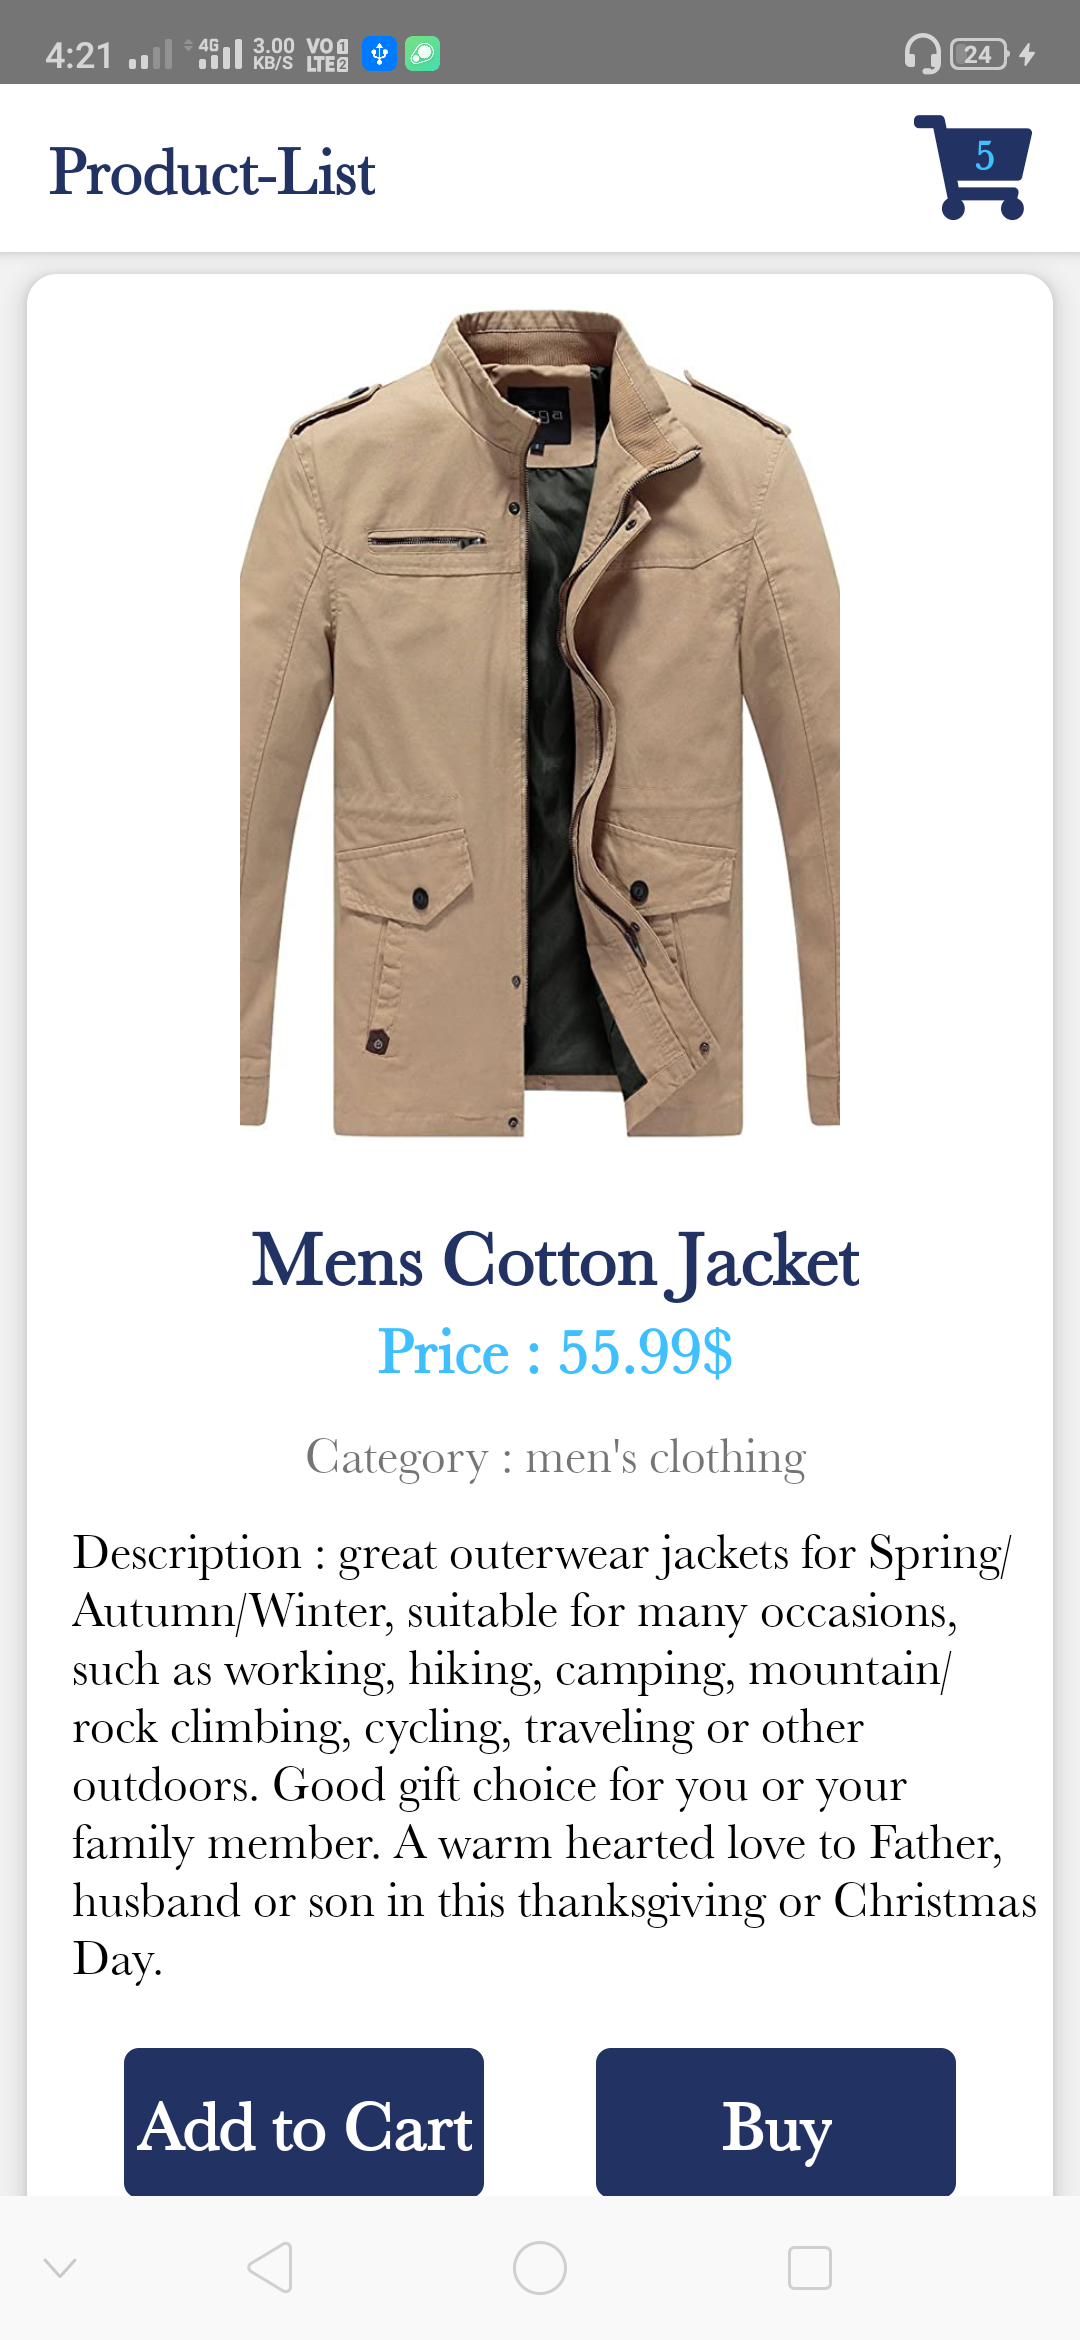 4:21 4G 3.00 KB/S VO 1 LTE 2 24
Product-List
5
Mens Cotton Jacket
Price : 55.99$
Category : men's clothing
Description : great outerwear jackets for Spring/
Autumn/Winter, suitable for many occasions,
such as working, hiking, camping, mountain/
rock climbing, cycling, traveling or other
outdoors. Good gift choice for you or your
family member. A warm hearted love to Father,
husband or son in this thanksgiving or Christmas
Day.
Add to Cart Buy